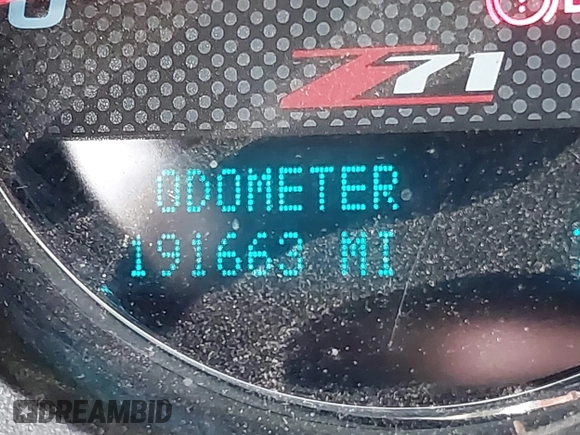 Z71
ODOMETER
191663 MI
DREAMBID